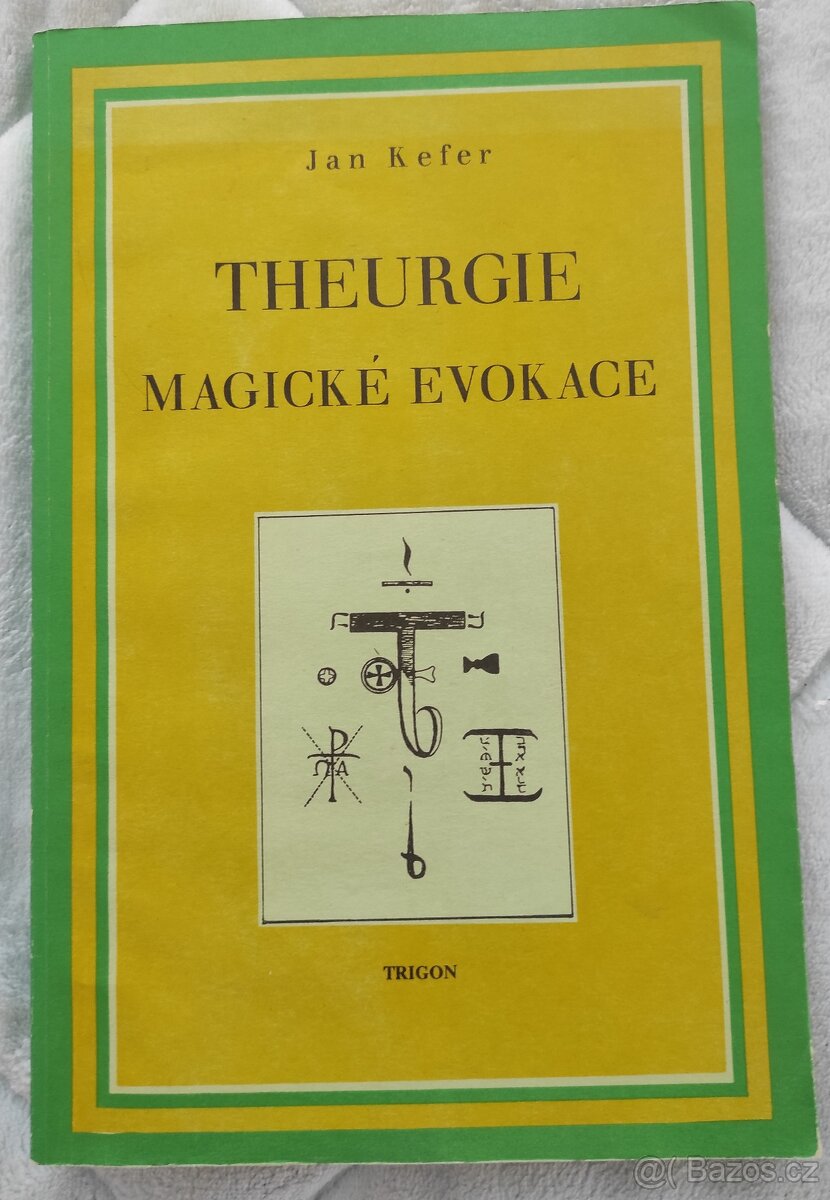 Jan Kefer
THEURGIE
MAGICKÉ EVOKACE
TRIGON
@( Bazos.cz